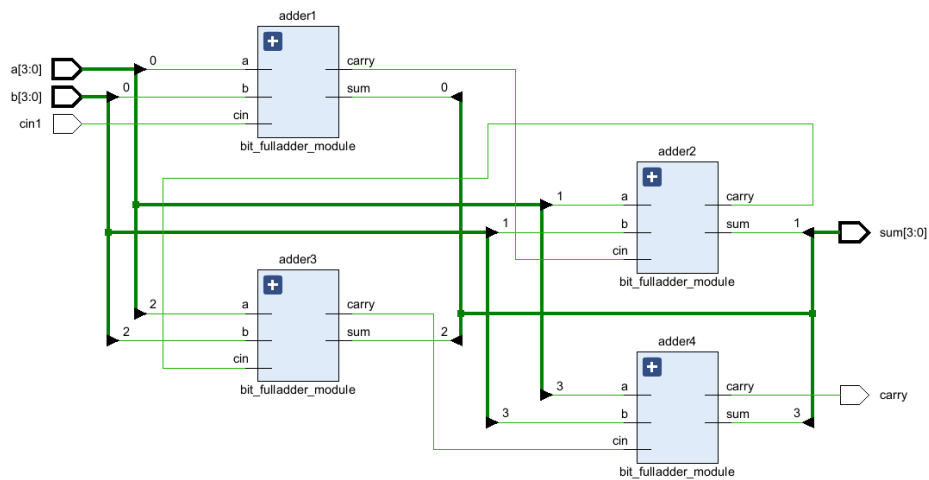 adder1
a[3:0]
0
a
carry
b[3:0]
0
b
sum
0
cin1
cin
bit_fulladder_module
adder2
1
a
carry
1
b
sum
1
sum[3:0]
cin
bit_fulladder_module
adder3
2
a
carry
2
b
sum
2
cin
bit_fulladder_module
adder4
3
a
carry
carry
3
b
sum
3
cin
bit_fulladder_module